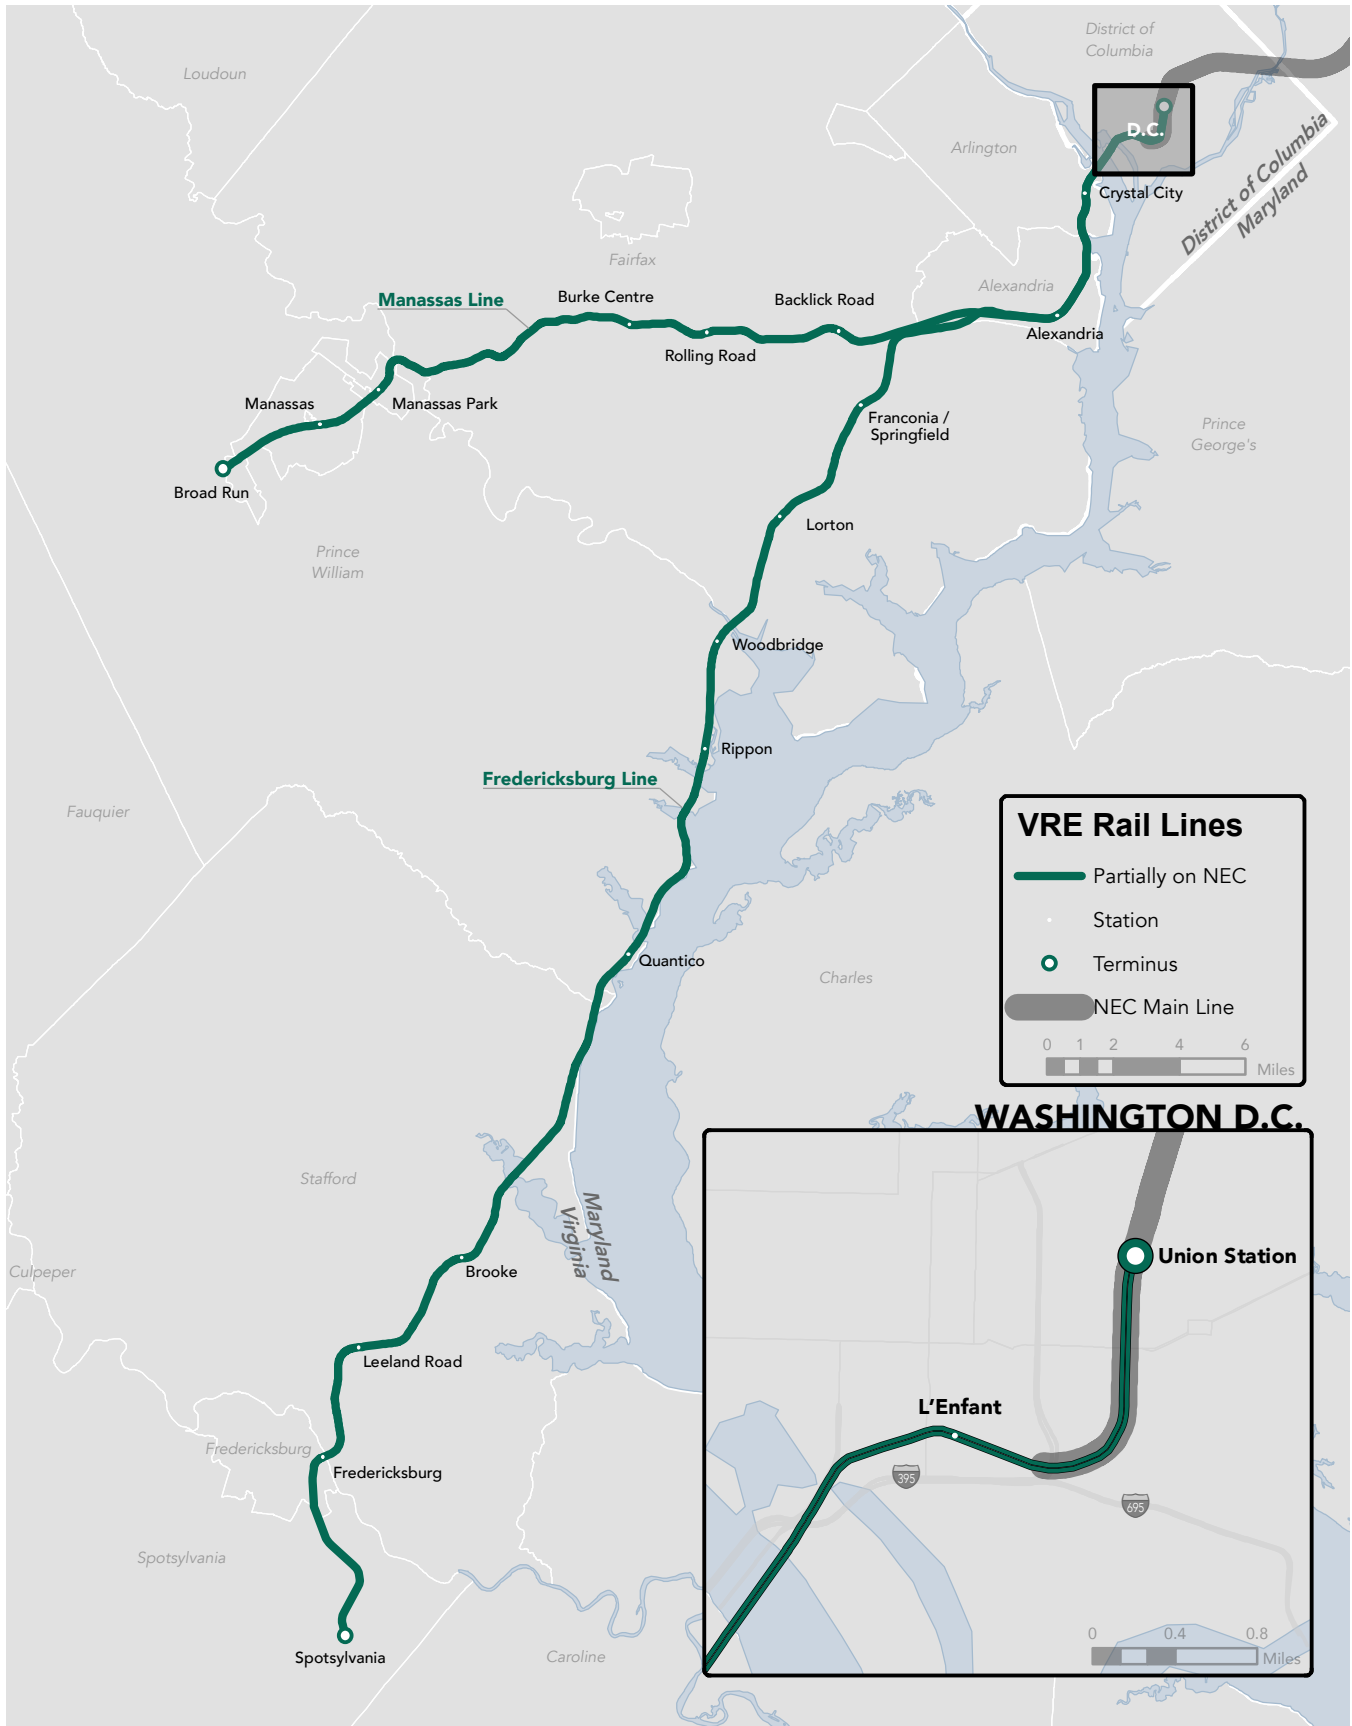 District of
Columbia
Loudoun
D.C.
Arlington
District of Columbia
Maryland
Crystal City
Fairfax
Alexandria
Manassas Line
Burke Centre
Backlick Road
Rolling Road
Alexandria
Manassas
Manassas Park
Franconia /
Springfield
Prince
George's
Broad Run
Lorton
Prince
William
Woodbridge
Rippon
Fredericksburg Line
Fauquier
VRE Rail Lines
Partially on NEC
Station
Terminus
NEC Main Line
0 1 2 4 6
Miles
Quantico
Charles
WASHINGTON D.C.
Stafford
Maryland
Virginia
Union Station
Culpeper
Brooke
Leeland Road
L'Enfant
Fredericksburg
Fredericksburg
395
695
Spotsylvania
Spotsylvania
Caroline
0 0.4 0.8
Miles